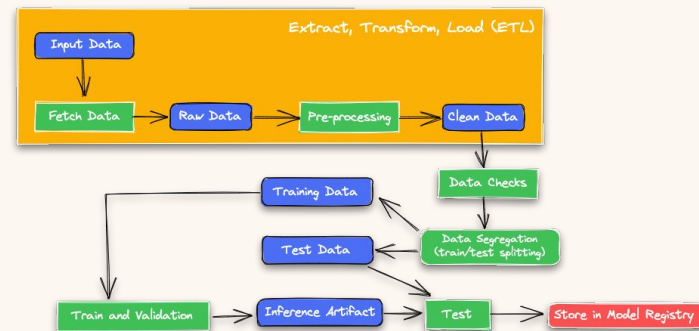 Extract, Transform, Load (ETL)
Input Data
Fetch Data
Raw Data
Pre-processing
Clean Data
Data Checks
Training Data
Data Segregation
(train/test splitting)
Test Data
Train and Validation
Inference Artifact
Test
Store in Model Registry